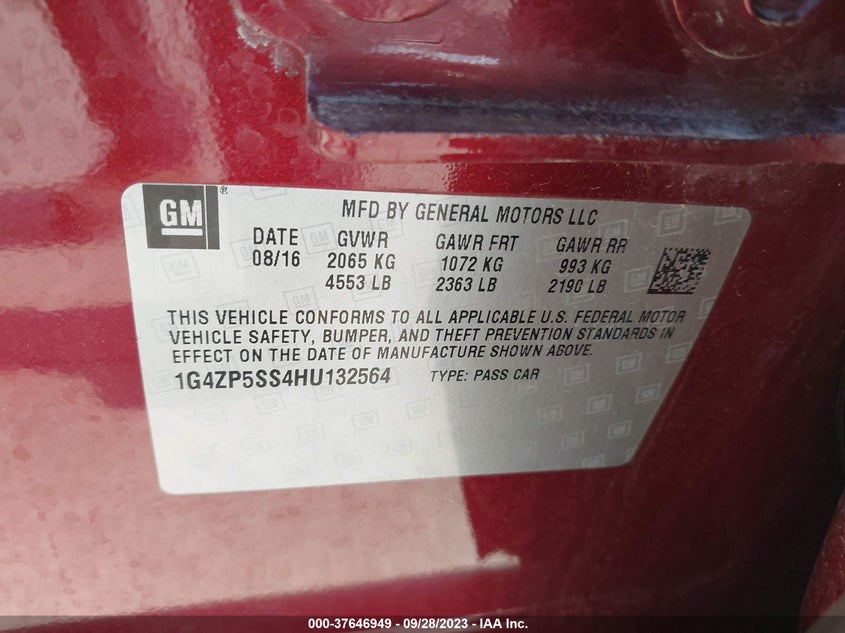 GM ®
MFD BY GENERAL MOTORS LLC
DATE GVWR GAWR FRT GAWR RR
08/16 2065 KG 1072 KG 993 KG
4553 LB 2363 LB 2190 LB
THIS VEHICLE CONFORMS TO ALL APPLICABLE U.S. FEDERAL MOTOR
VEHICLE SAFETY, BUMPER, AND THEFT PREVENTION STANDARDS IN
EFFECT ON THE DATE OF MANUFACTURE SHOWN ABOVE.
1G4ZP5SS4HU132564 TYPE: PASS CAR
000-37646949 - 09/28/2023 - IAA Inc.